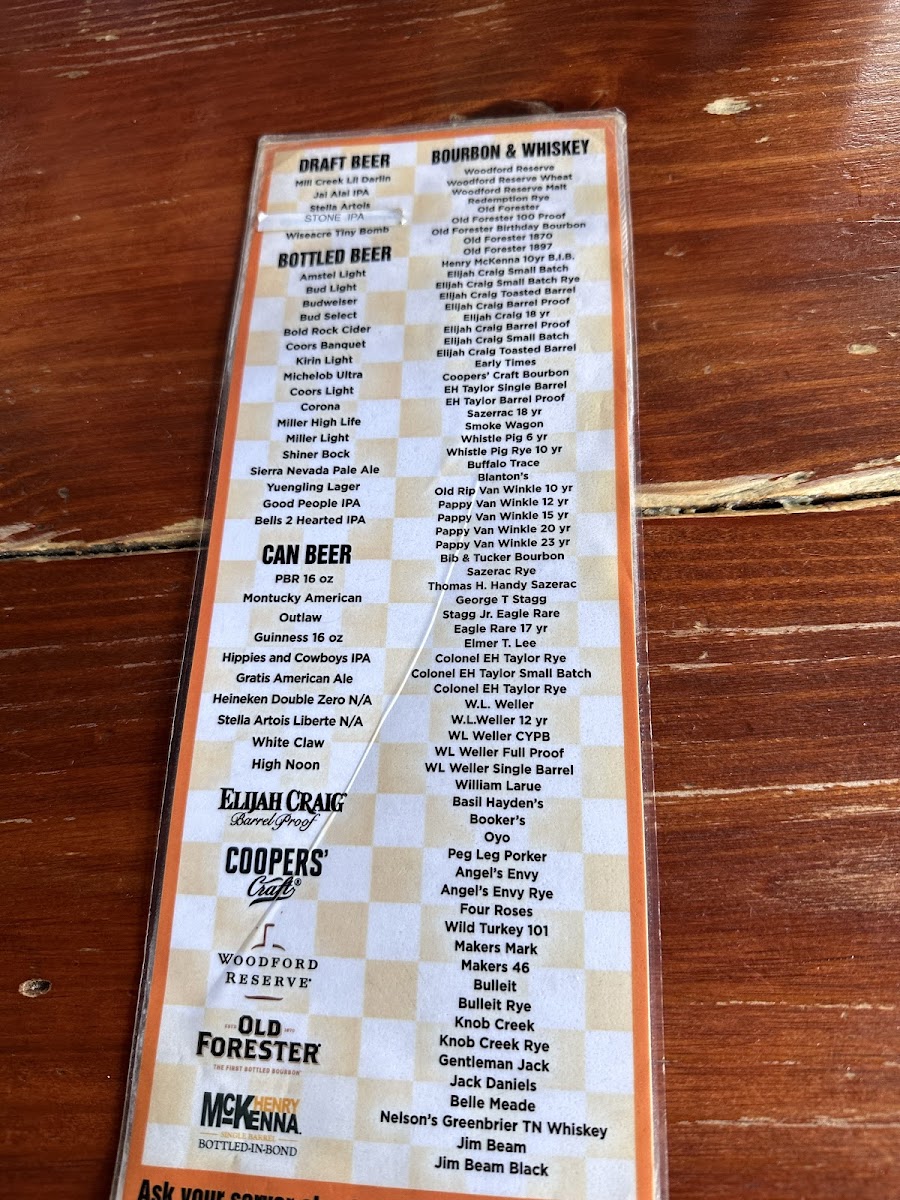 DRAFT BEER
Mill Creek Lil Darlin
Jai Alai IPA
Stella Artois
STONE IPA
Wiseacre Tiny Bomb
BOTTLED BEER
Amstel Light
Bud Light
Budweiser
Bud Select
Bold Rock Cider
Coors Banquet
Kirin Light
Michelob Ultra
Coors Light
Corona
Miller High Life
Miller Light
Shiner Bock
Sierra Nevada Pale Ale
Yuengling Lager
Good People IPA
Bells 2 Hearted IPA
CAN BEER
PBR 16 oz
Montucky American
Outlaw
Guinness 16 oz
Hippies and Cowboys IPA
Gratis American Ale
Heineken Double Zero N/A
Stella Artois Liberte N/A
White Claw
High Noon
ELIJAH CRAIG
Barrel Proof
COOPERS'
Craft®
WOODFORD
RESERVE
OLD
FORESTER
THE FIRST BOTTLED BOURBON
HENRY
MCKENNA
SINGLE BARREL
BOTTLED-IN-BOND
BOURBON & WHISKEY
Woodford Reserve
Woodford Reserve Wheat
Woodford Reserve Malt
Redemption Rye
Old Forester
Old Forester 100 Proof
Old Forester Birthday Bourbon
Old Forester 1870
Old Forester 1897
Henry McKenna 10yr B.I.B.
Elijah Craig Small Batch
Elijah Craig Small Batch Rye
Elijah Craig Toasted Barrel
Elijah Craig Barrel Proof
Elijah Craig 18 yr
Elijah Craig Barrel Proof
Elijah Craig Small Batch
Elijah Craig Toasted Barrel
Early Times
Coopers' Craft Bourbon
EH Taylor Single Barrel
EH Taylor Barrel Proof
Sazerrac 18 yr
Smoke Wagon
Whistle Pig 6 yr
Whistle Pig Rye 10 yr
Buffalo Trace
Blanton's
Old Rip Van Winkle 10 yr
Pappy Van Winkle 12 yr
Pappy Van Winkle 15 yr
Pappy Van Winkle 20 yr
Pappy Van Winkle 23 yr
Bib & Tucker Bourbon
Sazerac Rye
Thomas H. Handy Sazerac
George T Stagg
Stagg Jr. Eagle Rare
Eagle Rare 17 yr
Elmer T. Lee
Colonel EH Taylor Rye
Colonel EH Taylor Small Batch
Colonel EH Taylor Rye
W.L. Weller
W.L.Weller 12 yr
WL Weller CYPB
WL Weller Full Proof
WL Weller Single Barrel
William Larue
Basil Hayden's
Booker's
Oyo
Peg Leg Porker
Angel's Envy
Angel's Envy Rye
Four Roses
Wild Turkey 101
Makers Mark
Makers 46
Bulleit
Bulleit Rye
Knob Creek
Knob Creek Rye
Gentleman Jack
Jack Daniels
Belle Meade
Nelson's Greenbrier TN Whiskey
Jim Beam
Jim Beam Black
Ask your server